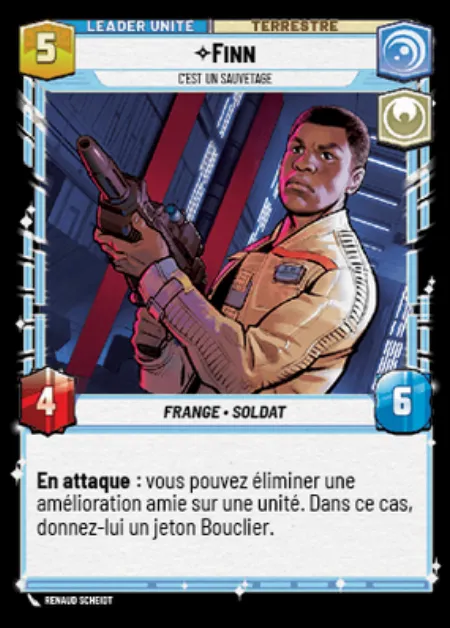 LEADER UNITÉ
TERRESTRE
5
FINN
C'EST UN SAUVETAGE
4
FRANGE • SOLDAT
6
En attaque : vous pouvez éliminer une
amélioration amie sur une unité. Dans ce cas,
donnez-lui un jeton Bouclier.
RENAUD SCHEIDT